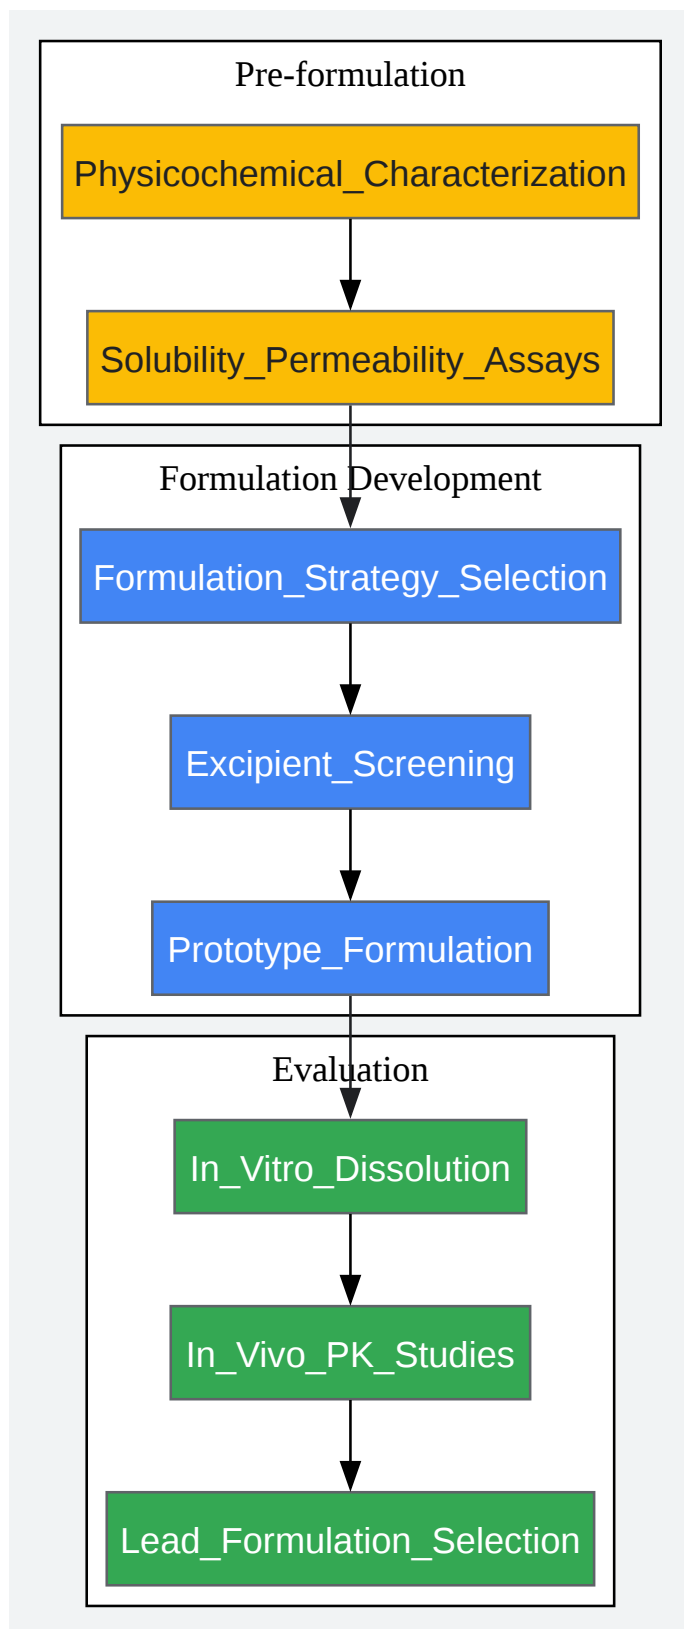 Pre-formulation
Physicochemical_Characterization
Solubility_Permeability_Assays
Formulation Development
Formulation_Strategy_Selection
Excipient_Screening
Prototype_Formulation
Evaluation
In_Vitro_Dissolution
In_Vivo_PK_Studies
Lead_Formulation_Selection